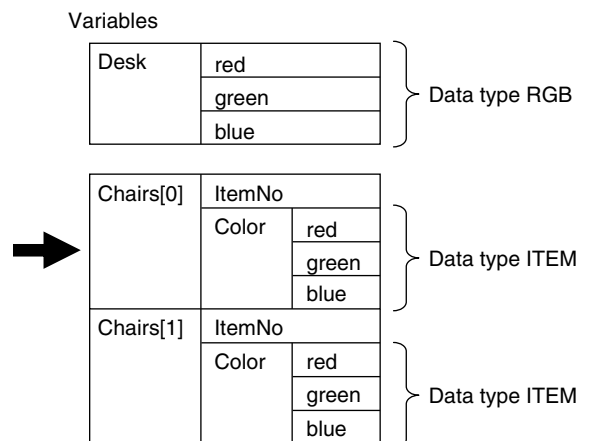 Variables
Desk red
green
blue
Data type RGB
Chairs[0] ItemNo
Color red
green
blue
Data type ITEM
Chairs[1] ItemNo
Color red
green
blue
Data type ITEM